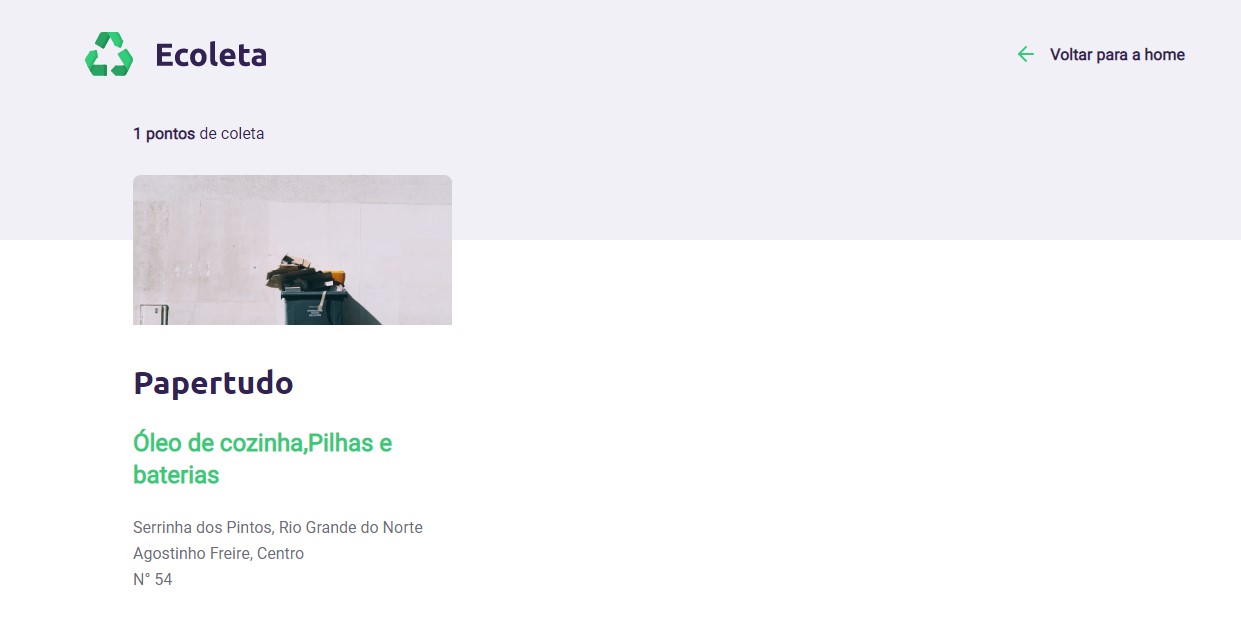 Ecoleta
Voltar para a home
1 pontos de coleta
Papertudo
Óleo de cozinha,Pilhas e
baterias
Serrinha dos Pintos, Rio Grande do Norte
Agostinho Freire, Centro
N° 54